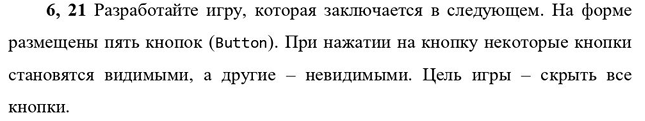 6, 21 Разработайте игру, которая заключается в следующем. На форме
размещены пять кнопок (Button). При нажатии на кнопку некоторые кнопки
становятся видимыми, а другие – невидимыми. Цель игры – скрыть все
кнопки.